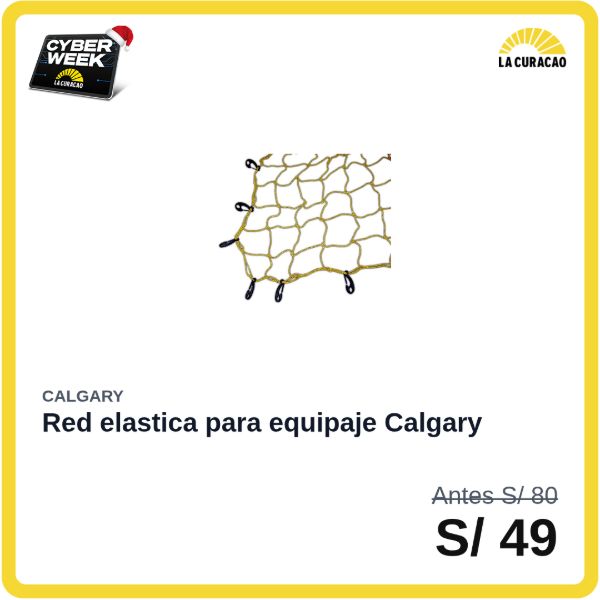 CYBER
WEEK
LA CURACAO
LA CURACAO
CALGARY
Red elastica para equipaje Calgary
Antes S/ 80
S/ 49